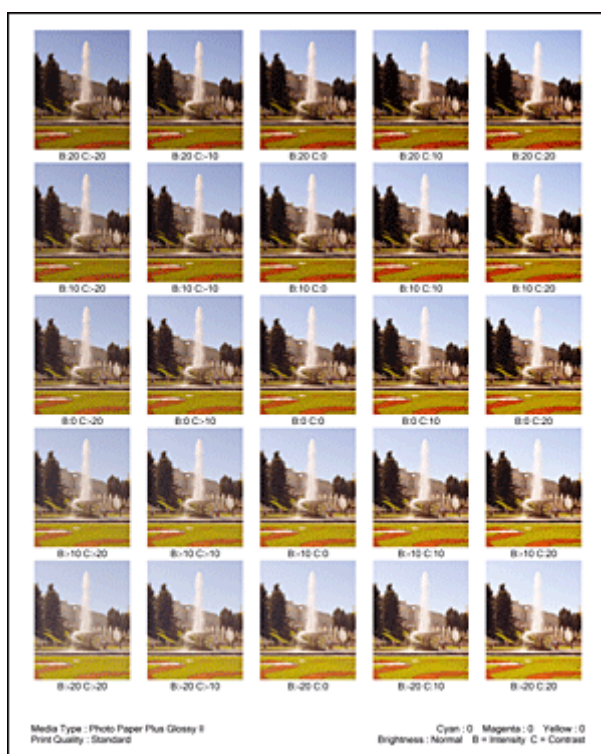 B:20 C:-20 B:20 C:-10 B:20 C:0 B:20 C:10 B:20 C:20
B:10 C:-20 B:10 C:-10 B:10 C:0 B:10 C:10 B:10 C:20
B:0 C:-20 B:0 C:-10 B:0 C:0 B:0 C:10 B:0 C:20
B:-10 C:-20 B:-10 C:-10 B:-10 C:0 B:-10 C:10 B:-10 C:20
B:-20 C:-20 B:-20 C:-10 B:-20 C:0 B:-20 C:10 B:-20 C:20
Media Type : Photo Paper Plus Glossy II Cyan : 0 Magenta : 0 Yellow : 0
Print Quality : Standard Brightness : Normal B = Intensity C = Contrast